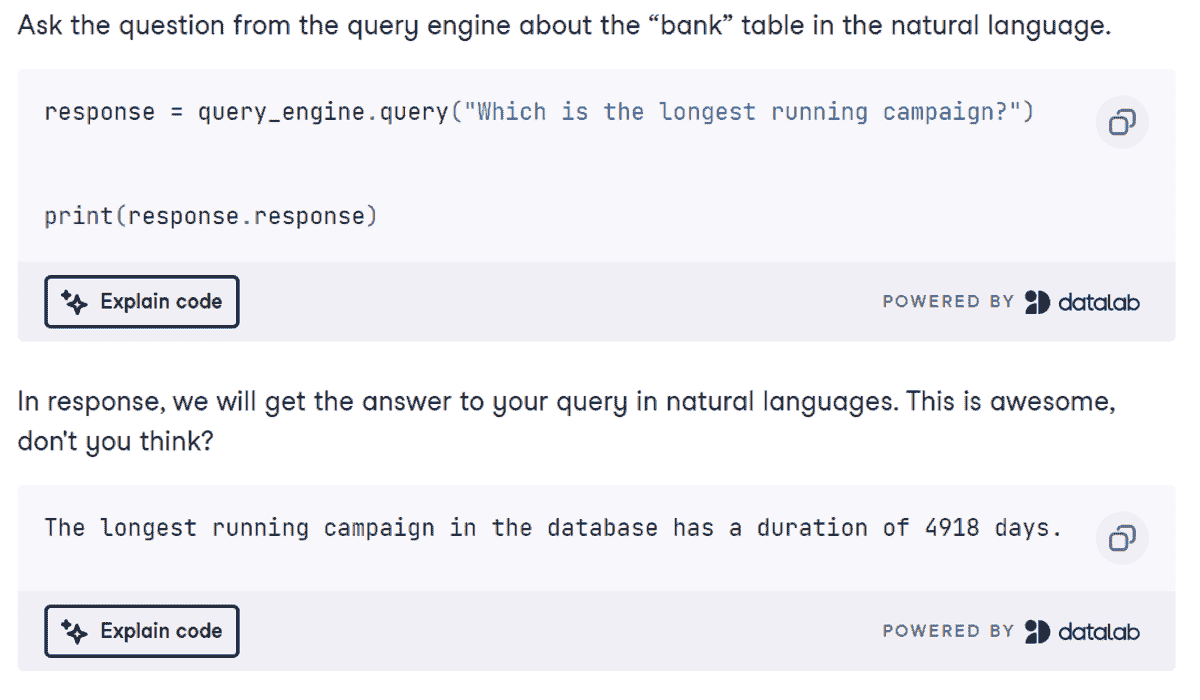 Ask the question from the query engine about the “bank” table in the natural language.
response = query_engine.query("Which is the longest running campaign?")
print(response.response)
Explain code
POWERED BY datalab
In response, we will get the answer to your query in natural languages. This is awesome,
don't you think?
The longest running campaign in the database has a duration of 4918 days.
Explain code
POWERED BY datalab